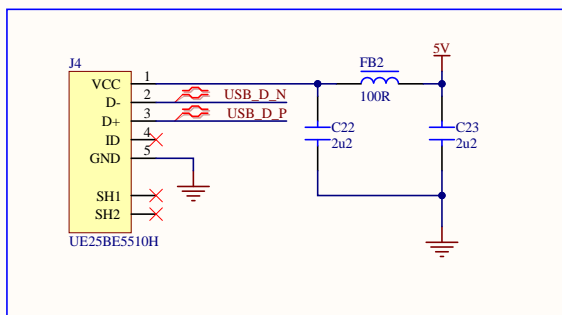 5V
J4
FB2
VCC 1
D- 2 USB_D_N
100R
D+ 3 USB_D_P
ID 4
C22
C23
2u2
2u2
GND 5
SH1
SH2
UE25BE5510H